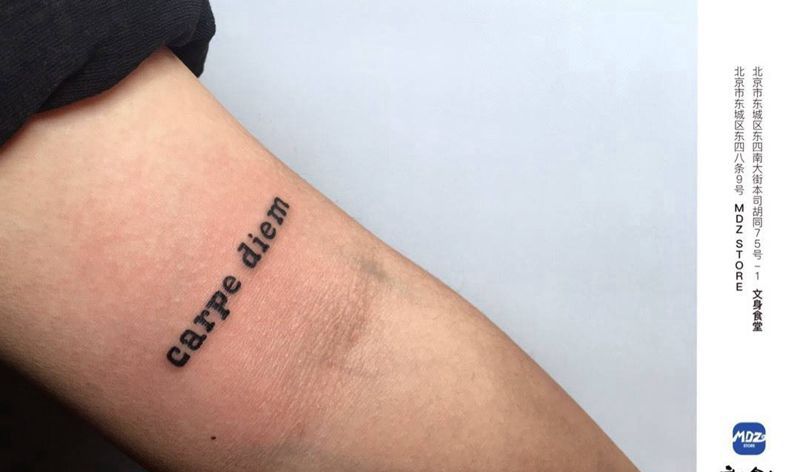 carpe diem
北京市东城区东四南大街本司胡同75号-1 文身食堂
北京市东城区东四八条9号 MDZ STORE
MDZ
STORE